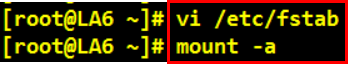 [root@LA6 ~]# vi /etc/fstab
[root@LA6 ~]# mount -a